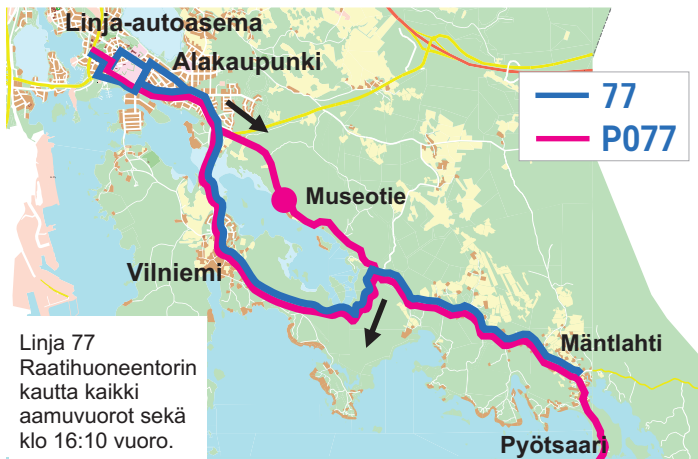 Linja-autoasema
Alakaupunki
77
P077
Museotie
Vilniemi
Mäntlahti
Linja 77
Raatihuoneentorin
kautta kaikki
aamuvuorot sekä
klo 16:10 vuoro.
Pyötsaari